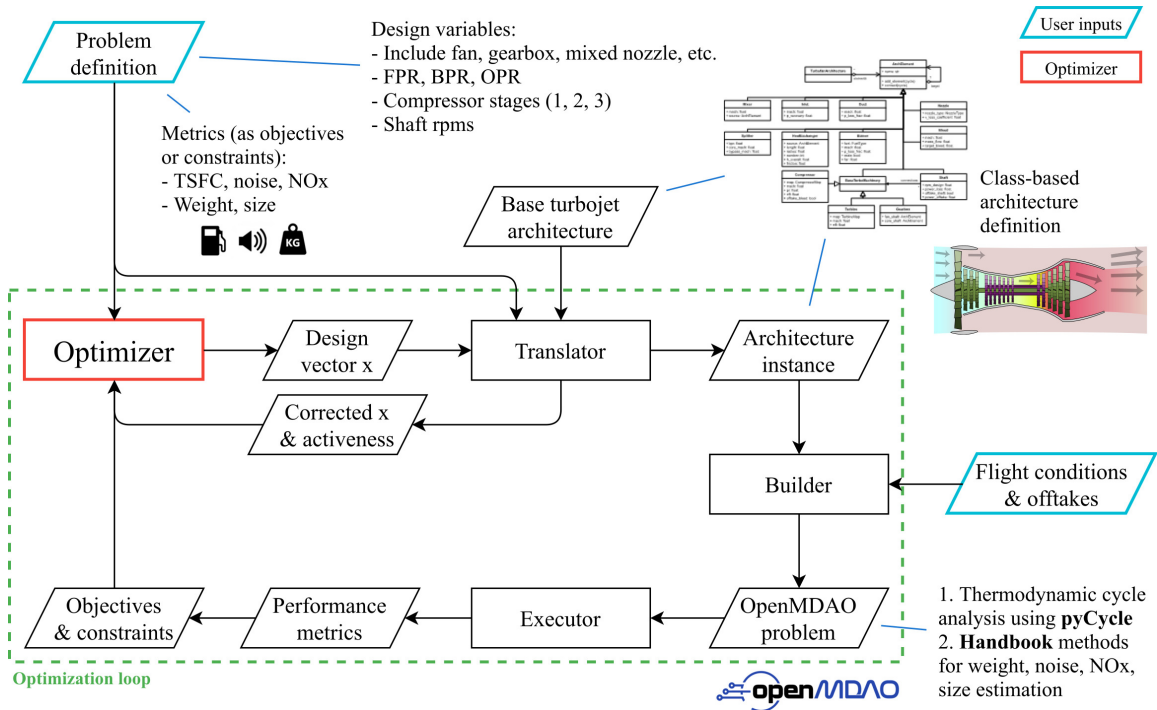 Problem
definition
Design variables:
- Include fan, gearbox, mixed nozzle, etc.
- FPR, BPR, OPR
- Compressor stages (1, 2, 3)
- Shaft rpms
User inputs
Optimizer
Metrics (as objectives
or constraints):
- TSFC, noise, NOx
- Weight, size
KG
Base turbojet
architecture
Class-based
architecture
definition
Optimizer
Design
vector x
Translator
Architecture
instance
Corrected x
& activeness
Builder
Flight conditions
& offtakes
Objectives
& constraints
Performance
metrics
Executor
OpenMDAO
problem
1. Thermodynamic cycle
analysis using pyCycle
2. Handbook methods
for weight, noise, NOx,
size estimation
Optimization loop
openMDAO